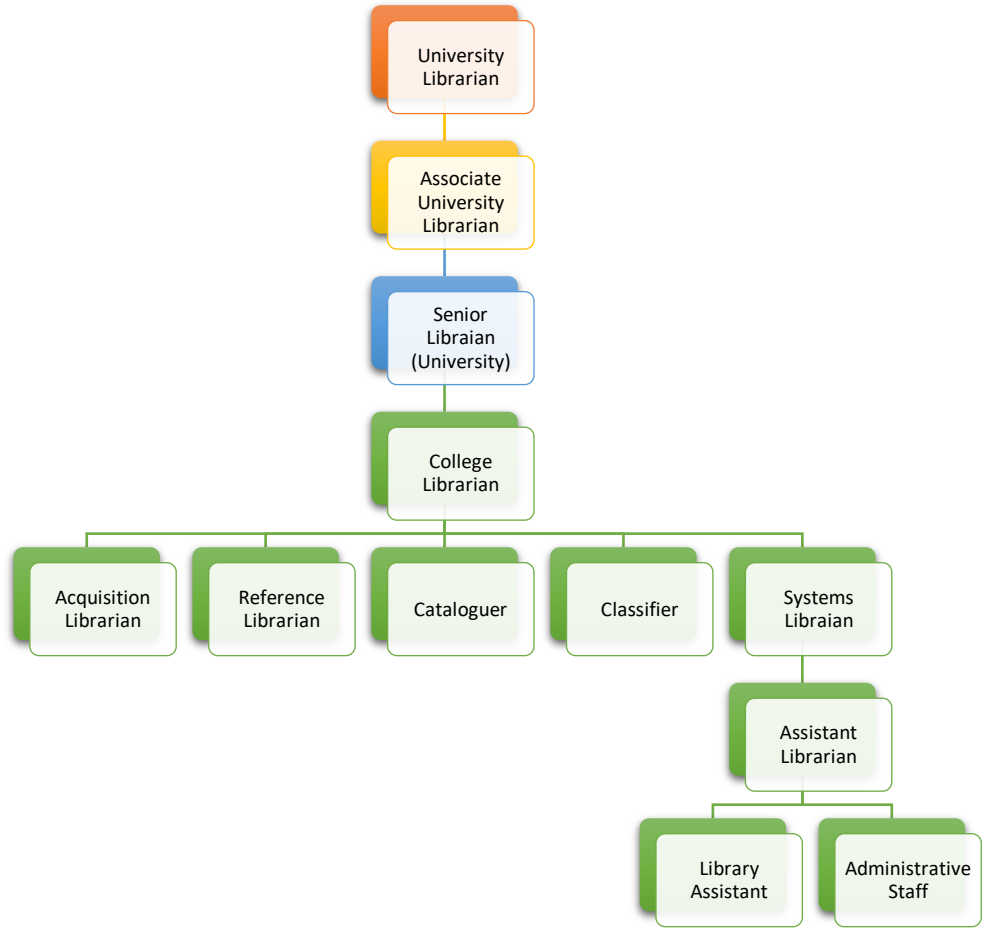 University
Librarian
Associate
University
Librarian
Senior
Libraian
(University)
College
Librarian
Acquisition
Librarian
Reference
Librarian
Cataloguer
Classifier
Systems
Libraian
Assistant
Librarian
Library
Assistant
Administrative
Staff